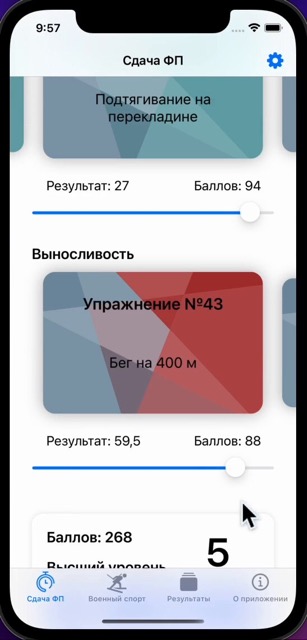 9:57
Сдача ФП
Подтягивание на
перекладине
Результат: 27 Баллов: 94
Выносливость
Упражнение №43
Бег на 400 м
Результат: 59,5 Баллов: 88
Баллов: 268
Высший уровень
5
Сдача ФП Военный спорт Результаты О приложении